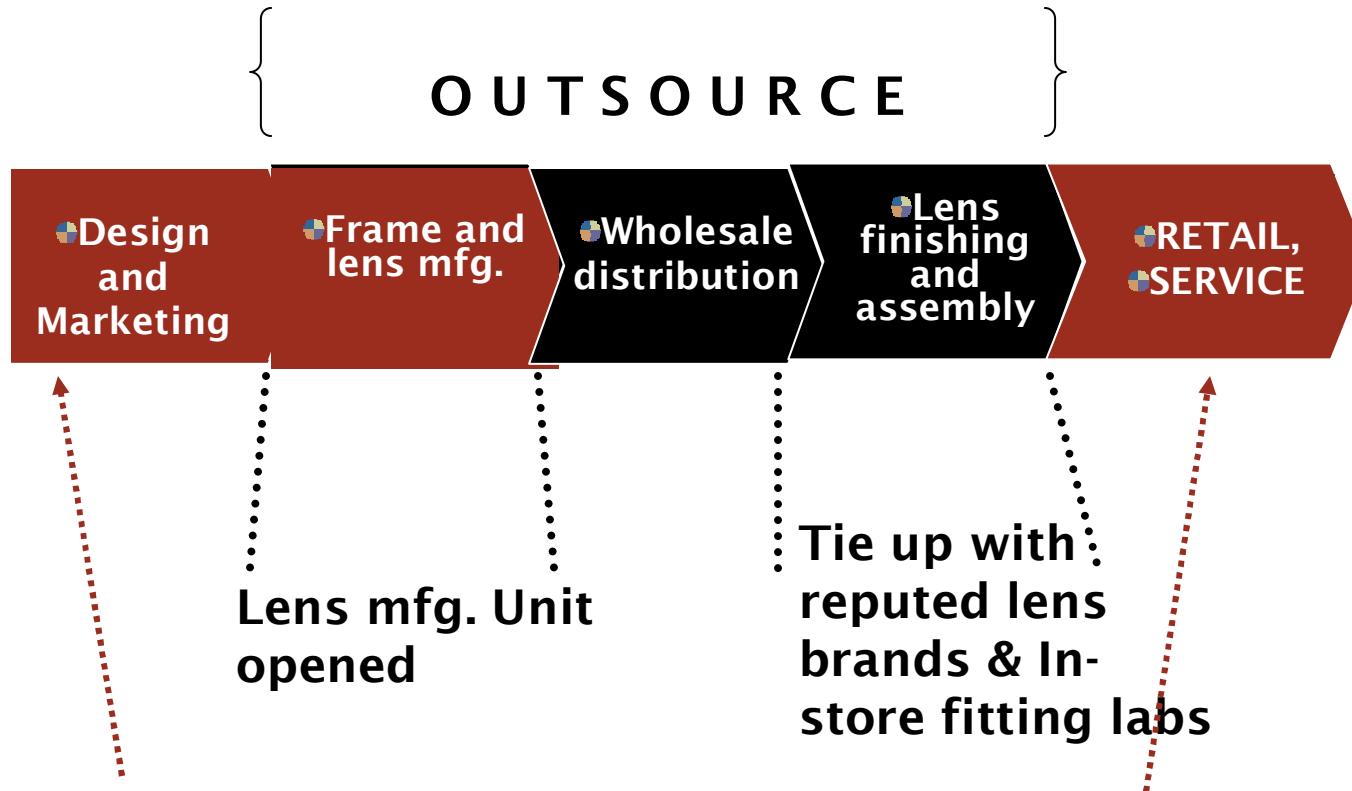 OUTSOURCE
Design
and
Marketing
Frame and
lens mfg.
Wholesale
distribution
Lens
finishing
and
assembly
RETAIL,
SERVICE
Lens mfg. Unit
opened
Tie up with
reputed lens
brands & In-
store fitting labs